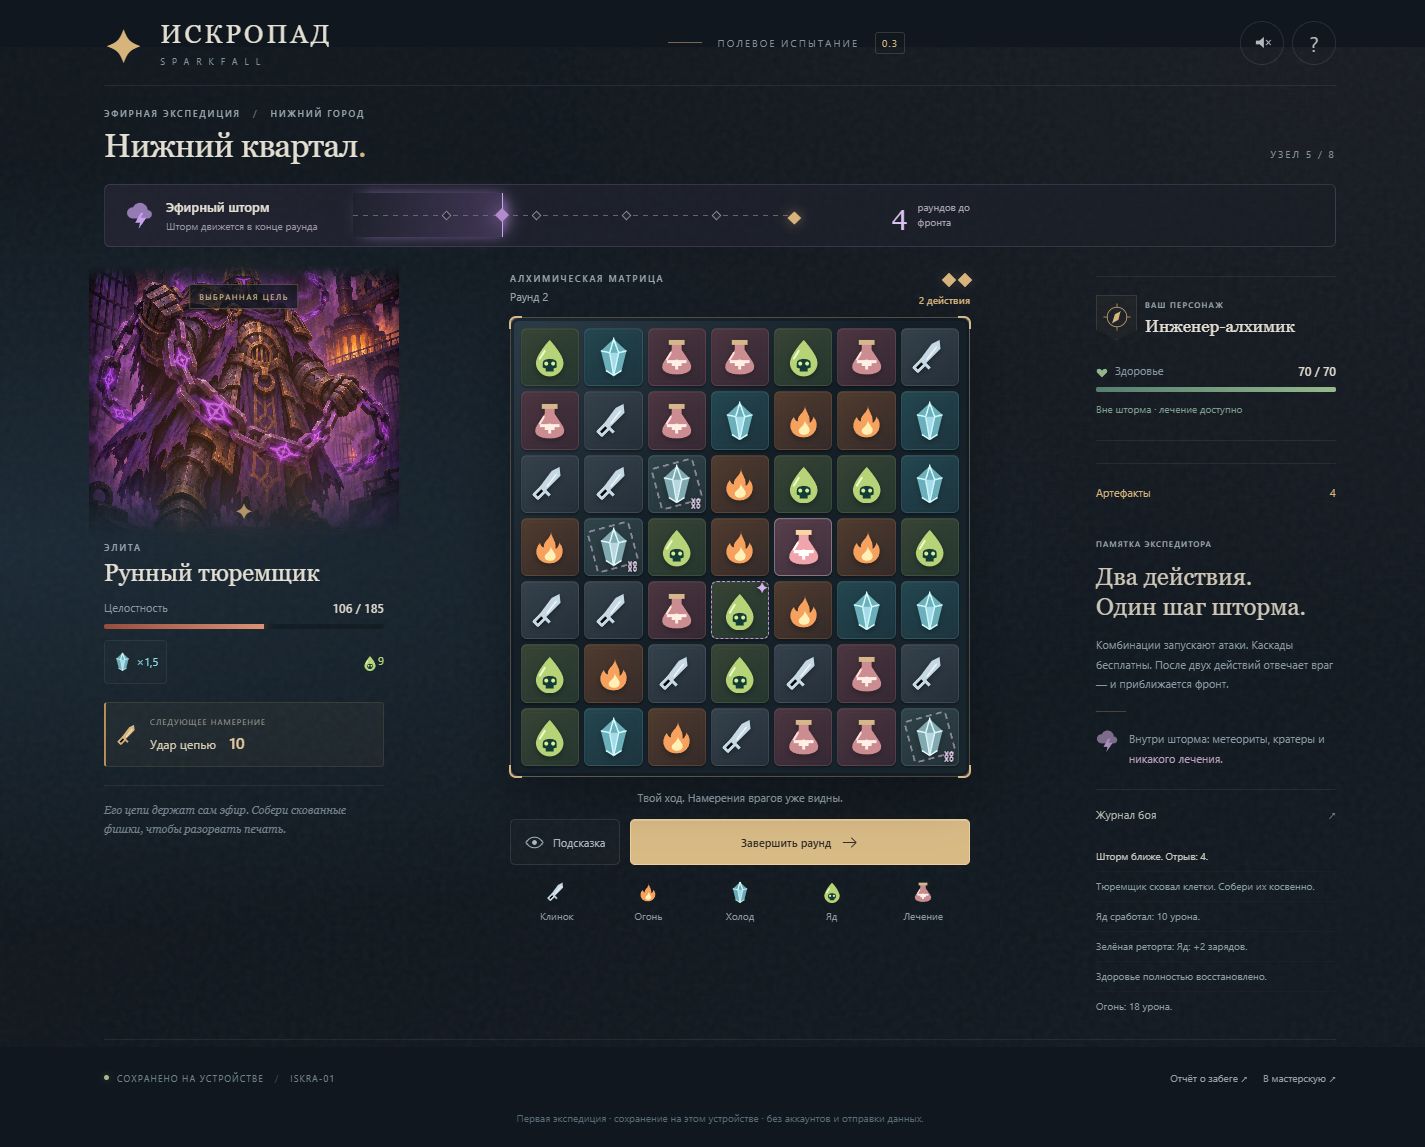 ИСКРОПАД
SPARKFALL
ПОЛЕВОЕ ИСПЫТАНИЕ 0.3
?
ЭФИРНАЯ ЭКСПЕДИЦИЯ / НИЖНИЙ ГОРОД
Нижний квартал.
УЗЕЛ 5 / 8
Эфирный шторм
Шторм движется в конце раунда
4 раундов до
фронта
ВЫБРАННАЯ ЦЕЛЬ
ЭЛИТА
Рунный тюремщик
Целостность 106 / 185
×1,5 9
СЛЕДУЮЩЕЕ НАМЕРЕНИЕ
Удар цепью 10
Его цепи держат сам эфир. Собери скованные
фишки, чтобы разорвать печать.
АЛХИМИЧЕСКАЯ МАТРИЦА
Раунд 2
2 действия
Твой ход. Намерения врагов уже видны.
Подсказка
Завершить раунд →
Клинок Огонь Холод Яд Лечение
ВАШ ПЕРСОНАЖ
Инженер-алхимик
Здоровье 70 / 70
Вне шторма · лечение доступно
Артефакты 4
ПАМЯТКА ЭКСПЕДИТОРА
Два действия.
Один шаг шторма.
Комбинации запускают атаки. Каскады
бесплатны. После двух действий отвечает враг
— и приближается фронт.
Внутри шторма: метеориты, кратеры и
никакого лечения.
Журнал боя ↗
Шторм ближе. Отрыв: 4.
Тюремщик сковал клетки. Собери их косвенно.
Яд сработал: 10 урона.
Зелёная реторта: Яд: +2 зарядов.
Здоровье полностью восстановлено.
Огонь: 18 урона.
СОХРАНЕНО НА УСТРОЙСТВЕ / ISKRA-01
Отчёт о забеге ↗ В мастерскую ↗
Первая экспедиция · сохранение на этом устройстве · без аккаунтов и отправки данных.